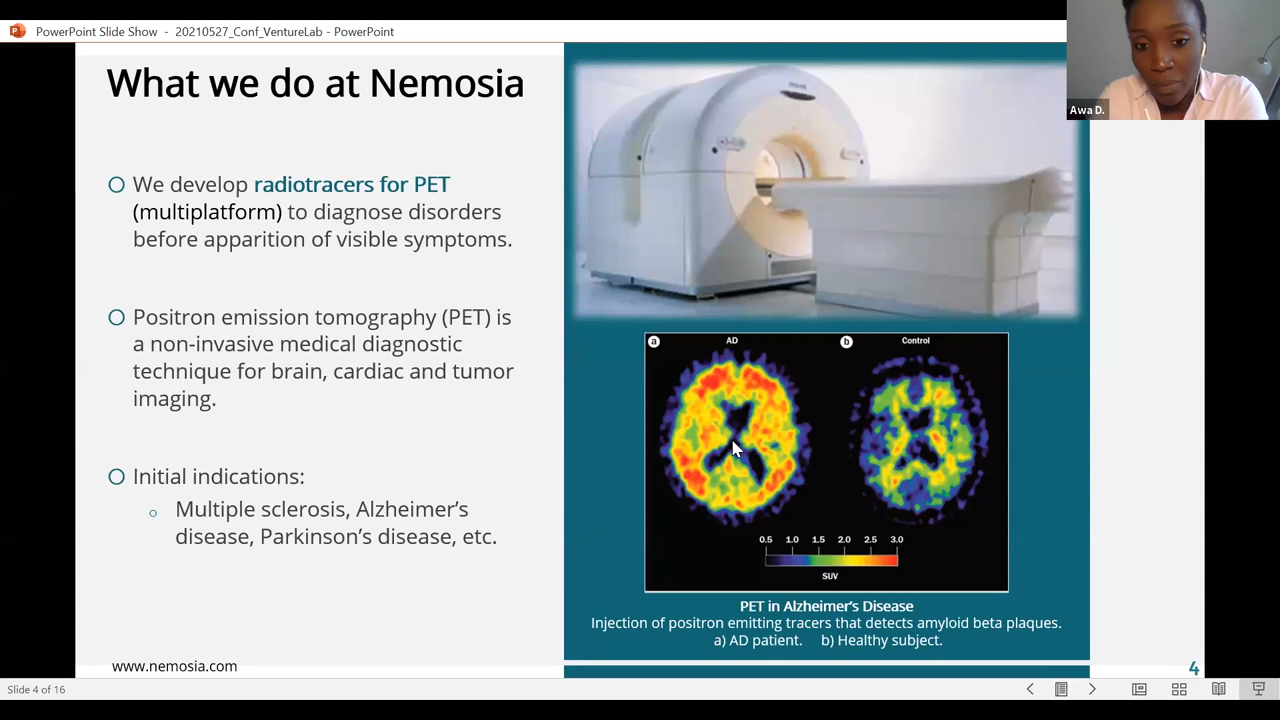 PowerPoint Slide Show - 20210527_Conf_VentureLab - PowerPoint
Awa D.
What we do at Nemosia
We develop radiotracers for PET
(multiplatform) to diagnose disorders
before apparition of visible symptoms.
Positron emission tomography (PET) is
a non-invasive medical diagnostic
technique for brain, cardiac and tumor
imaging.
Initial indications:
Multiple sclerosis, Alzheimer's
disease, Parkinson's disease, etc.
a AD b Control
0.5 1.0 1.5 2.0 2.5 3.0
SUV
PET in Alzheimer's Disease
Injection of positron emitting tracers that detects amyloid beta plaques.
a) AD patient. b) Healthy subject.
www.nemosia.com
4
Slide 4 of 16